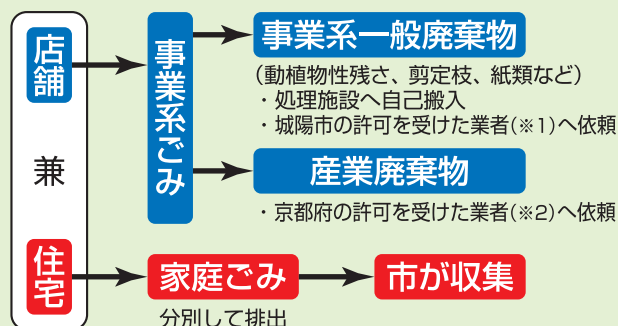 店舗
兼
住宅
事業系ごみ
事業系一般廃棄物
（動植物性残さ、剪定枝、紙類など）
・処理施設へ自己搬入
・城陽市の許可を受けた業者(※1)へ依頼
産業廃棄物
・京都府の許可を受けた業者(※2)へ依頼
家庭ごみ
分別して排出
市が収集